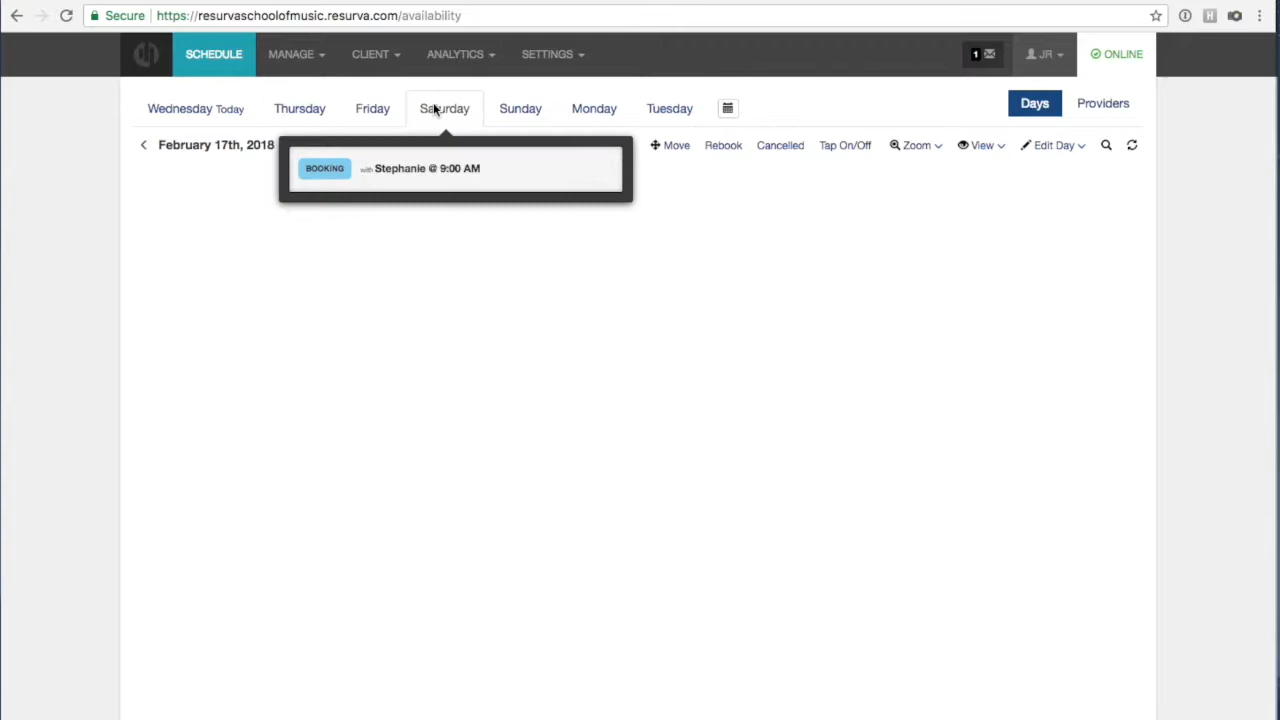 Secure https://resurvaschoolofmusic.resurva.com/availability
SCHEDULE MANAGE CLIENT ANALYTICS SETTINGS 1 JR ONLINE
Wednesday Today Thursday Friday Saturday Sunday Monday Tuesday Days Providers
February 17th, 2018 Move Rebook Cancelled Tap On/Off Zoom View Edit Day
BOOKING with Stephanie @ 9:00 AM